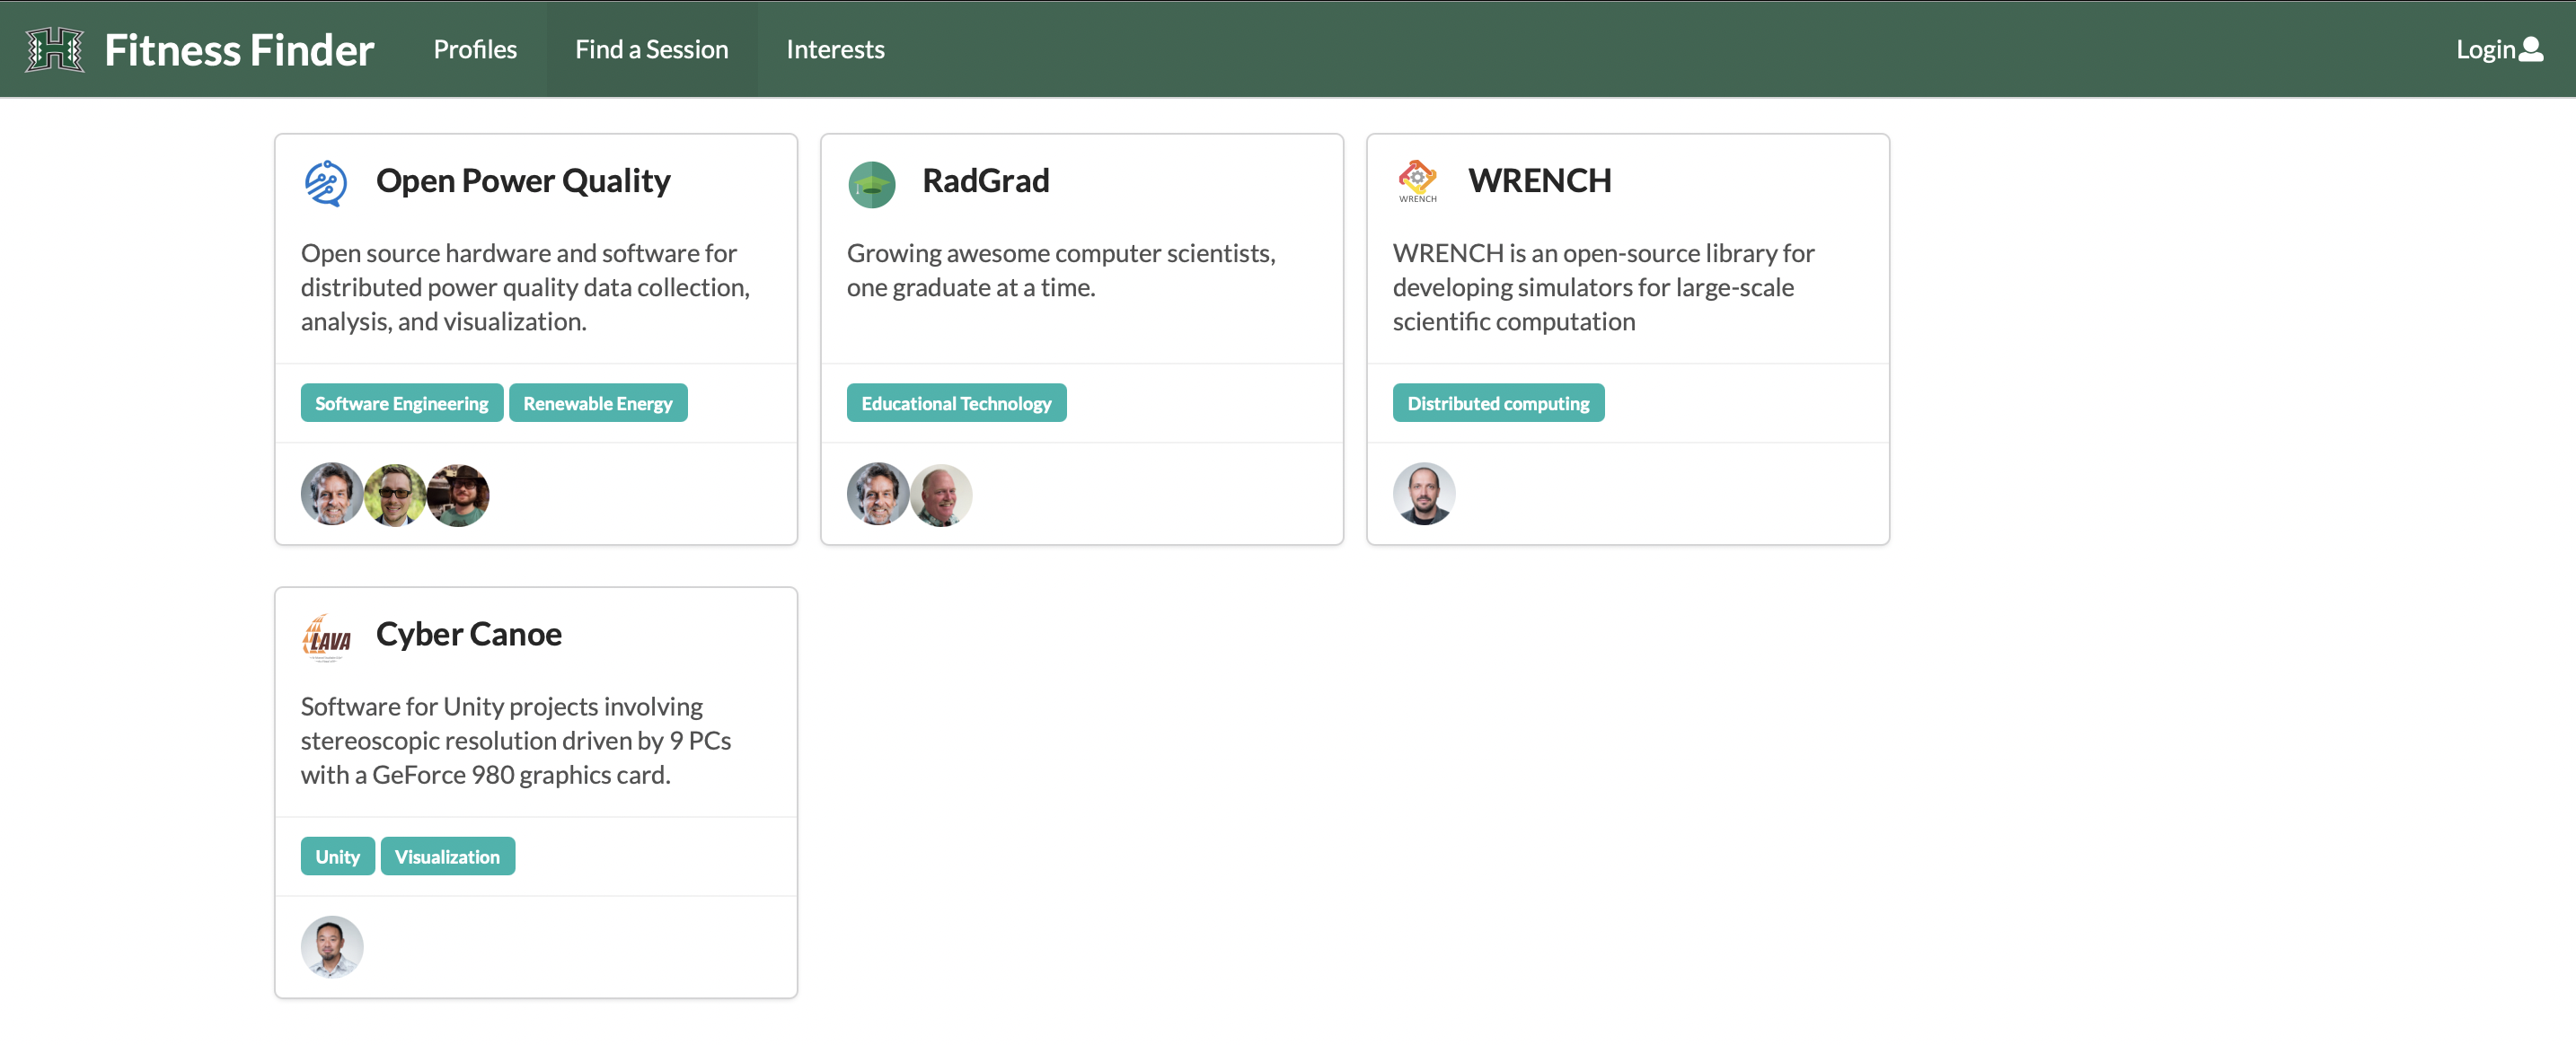 Fitness Finder
Profiles
Find a Session
Interests
Login
Open Power Quality
Open source hardware and software for
distributed power quality data collection,
analysis, and visualization.
Software Engineering
Renewable Energy
RadGrad
Growing awesome computer scientists,
one graduate at a time.
Educational Technology
WRENCH
WRENCH
WRENCH is an open-source library for
developing simulators for large-scale
scientific computation
Distributed computing
LAVA
Cyber Canoe
Software for Unity projects involving
stereoscopic resolution driven by 9 PCs
with a GeForce 980 graphics card.
Unity
Visualization